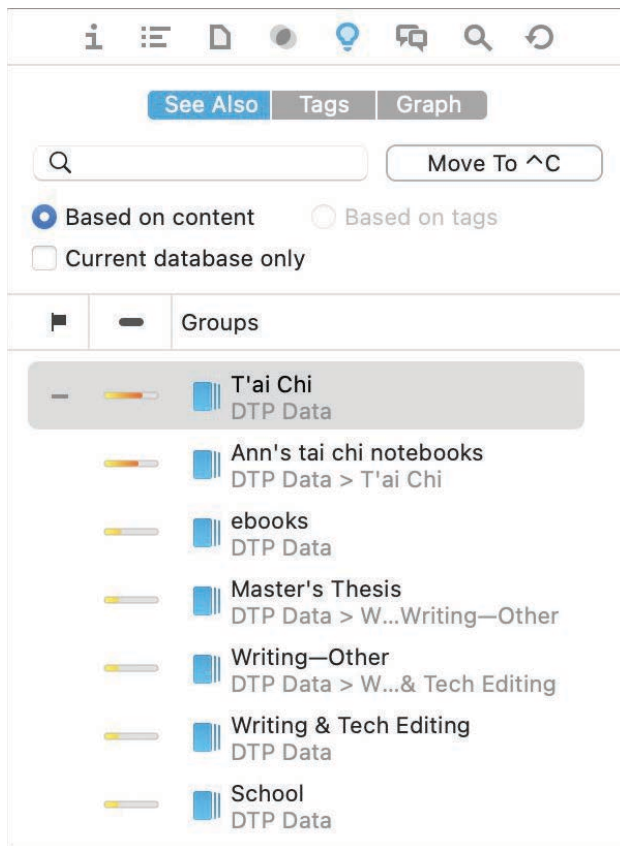 See Also Tags Graph
Move To ^C
Based on content Based on tags
Current database only
Groups
T'ai Chi
DTP Data
Ann's tai chi notebooks
DTP Data > T'ai Chi
ebooks
DTP Data
Master's Thesis
DTP Data > W...Writing—Other
Writing—Other
DTP Data > W...& Tech Editing
Writing & Tech Editing
DTP Data
School
DTP Data